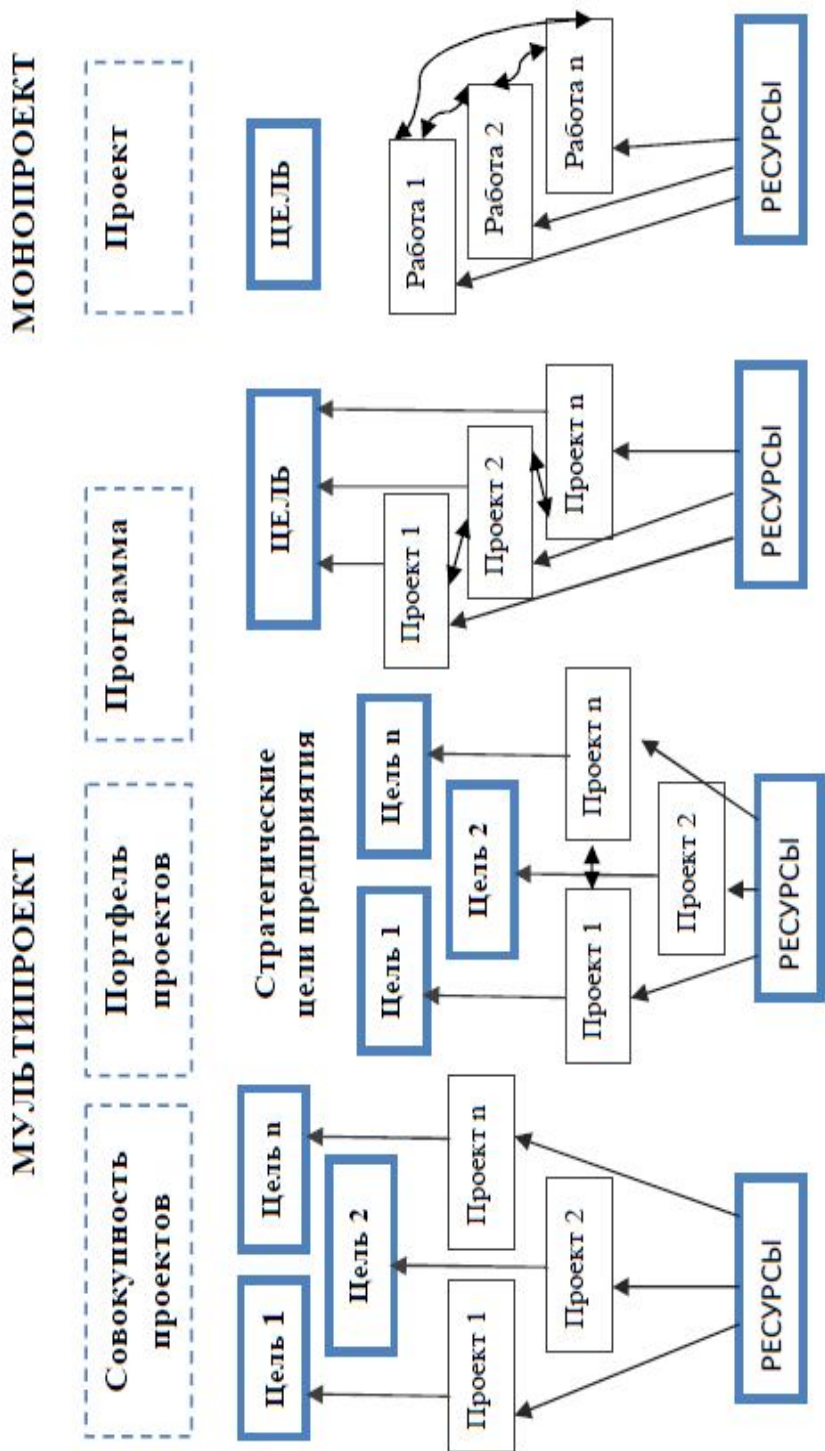 МУЛЬТИПРОЕКТ
МОНОПРОЕКТ
Совокупность
проектов
Портфель
проектов
Программа
Проект
Цель 1
Цель 2
Цель n
Проект 1
Проект 2
Проект n
РЕСУРСЫ
Стратегические
цели предприятия
Цель 1
Цель 2
Цель n
Проект 1
Проект 2
Проект n
РЕСУРСЫ
ЦЕЛЬ
Проект 1
Проект 2
Проект n
РЕСУРСЫ
ЦЕЛЬ
Работа 1
Работа 2
Работа n
РЕСУРСЫ